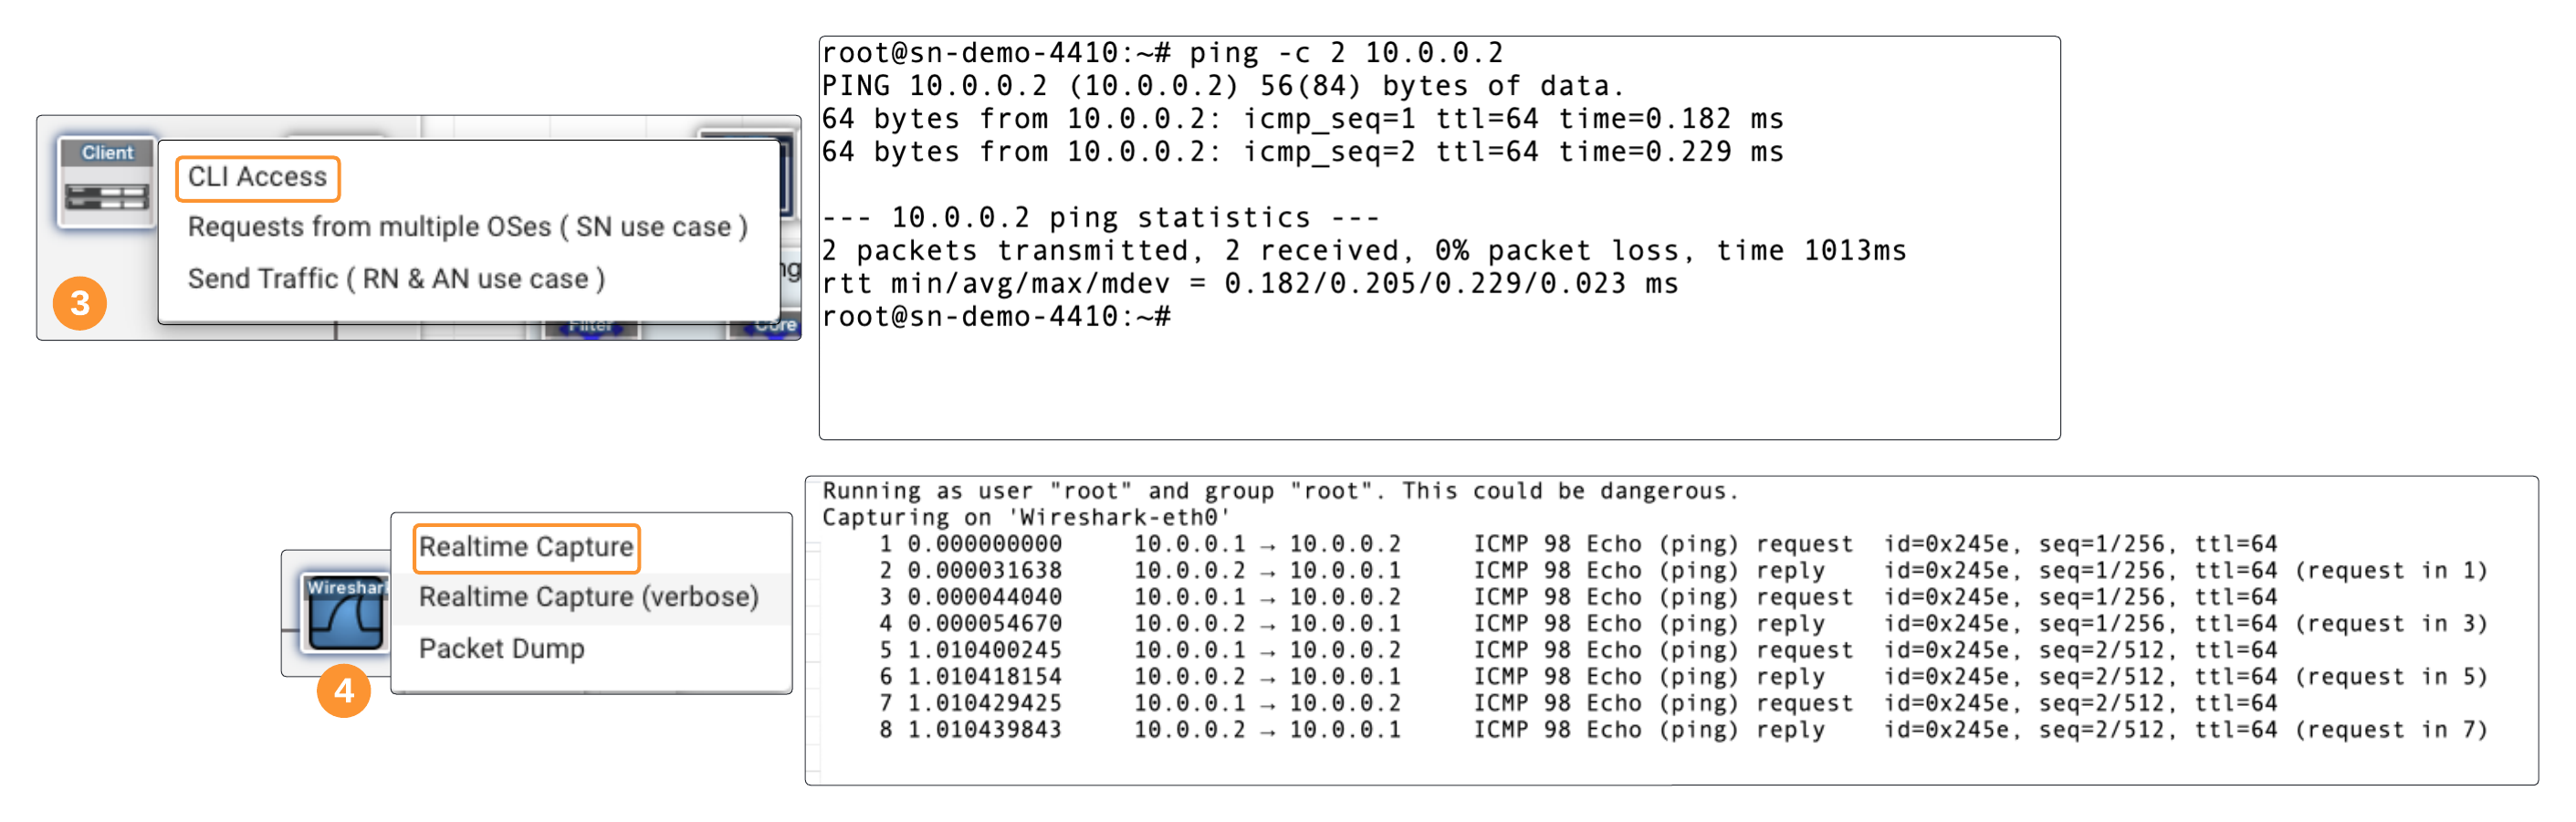 root@sn-demo-4410:~# ping -c 2 10.0.0.2
PING 10.0.0.2 (10.0.0.2) 56(84) bytes of data.
64 bytes from 10.0.0.2: icmp_seq=1 ttl=64 time=0.182 ms
64 bytes from 10.0.0.2: icmp_seq=2 ttl=64 time=0.229 ms
--- 10.0.0.2 ping statistics ---
2 packets transmitted, 2 received, 0% packet loss, time 1013ms
rtt min/avg/max/mdev = 0.182/0.205/0.229/0.023 ms
root@sn-demo-4410:~#
Client
CLI Access
Requests from multiple OSes ( SN use case )
Send Traffic ( RN & AN use case )
ng
3
Filter
Core
Running as user "root" and group "root". This could be dangerous.
Capturing on 'Wireshark-eth0'
1 0.000000000 10.0.0.1 → 10.0.0.2 ICMP 98 Echo (ping) request id=0x245e, seq=1/256, ttl=64
2 0.000031638 10.0.0.2 → 10.0.0.1 ICMP 98 Echo (ping) reply id=0x245e, seq=1/256, ttl=64 (request in 1)
3 0.000044040 10.0.0.1 → 10.0.0.2 ICMP 98 Echo (ping) request id=0x245e, seq=1/256, ttl=64
4 0.000054670 10.0.0.2 → 10.0.0.1 ICMP 98 Echo (ping) reply id=0x245e, seq=1/256, ttl=64 (request in 3)
5 1.010400245 10.0.0.1 → 10.0.0.2 ICMP 98 Echo (ping) request id=0x245e, seq=2/512, ttl=64
6 1.010418154 10.0.0.2 → 10.0.0.1 ICMP 98 Echo (ping) reply id=0x245e, seq=2/512, ttl=64 (request in 5)
7 1.010429425 10.0.0.1 → 10.0.0.2 ICMP 98 Echo (ping) request id=0x245e, seq=2/512, ttl=64
8 1.010439843 10.0.0.2 → 10.0.0.1 ICMP 98 Echo (ping) reply id=0x245e, seq=2/512, ttl=64 (request in 7)
Wireshar
Realtime Capture
Realtime Capture (verbose)
Packet Dump
4